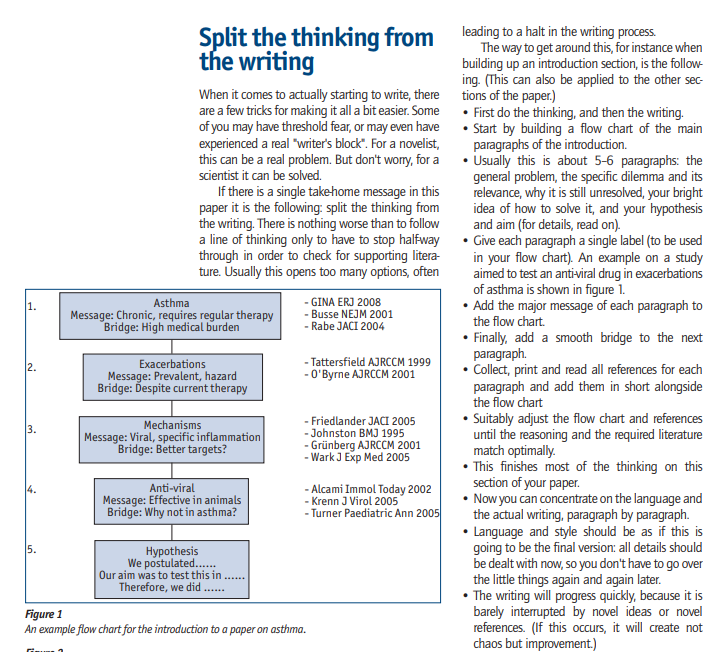 Split the thinking from
the writing
When it comes to actually starting to write, there
are a few tricks for making it all a bit easier. Some
of you may have threshold fear, or may even have
experienced a real "writer's block". For a novelist,
this can be a real problem. But don't worry, for a
scientist it can be solved.
If there is a single take-home message in this
paper it is the following: split the thinking from
the writing. There is nothing worse than to follow
a line of thinking only to have to stop half-way
through in order to check for supporting litera-
ture. Usually this opens too many options, often
leading to a halt in the writing process.
The way to get around this, for instance when
building up an introduction section, is the follow-
ing. (This can also be applied to the other sec-
tions of the paper.)
• First do the thinking, and then the writing.
• Start by building a flow chart of the main
paragraphs of the introduction.
• Usually this is about 5–6 paragraphs: the
general problem, the specific dilemma and its
relevance, why it is still unresolved, your bright
idea of how to solve it, and your hypothesis
and aim (for details, read on).
• Give each paragraph a single label (to be used
in your flow chart). An example on a study
aimed to test an anti-viral drug in exacerbations
of asthma is shown in figure 1.
• Add the major message of each paragraph to
the flow chart.
• Finally, add a smooth bridge to the next
paragraph.
• Collect, print and read all references for each
paragraph and add them in short alongside
the flow chart
• Suitably adjust the flow chart and references
until the reasoning and the required literature
match optimally.
• This finishes most of the thinking on this
section of your paper.
• Now you can concentrate on the language and
the actual writing, paragraph by paragraph.
• Language and style should be as if this is
going to be the final version: all details should
be dealt with now, so you don't have to go over
the little things again and again later.
• The writing will progress quickly, because it is
barely interrupted by novel ideas or novel
references. (If this occurs, it will create not
chaos but improvement.)
1.
Asthma
Message: Chronic, requires regular therapy
Bridge: High medical burden
- GINA ERJ 2008
- Busse NEJM 2001
- Rabe JACI 2004
2.
Exacerbations
Message: Prevalent, hazard
Bridge: Despite current therapy
- Tattersfield AJRCCM 1999
- O'Byrne AJRCCM 2001
3.
Mechanisms
Message: Viral, specific inflammation
Bridge: Better targets?
- Friedlander JACI 2005
- Johnston BMJ 1995
- Grünberg AJRCCM 2001
- Wark J Exp Med 2005
4.
Anti-viral
Message: Effective in animals
Bridge: Why not in asthma?
- Alcami Immol Today 2002
- Krenn J Virol 2005
- Turner Paediatric Ann 2005
5.
Hypothesis
We postulated......
Our aim was to test this in ......
Therefore, we did ......
Figure 1
An example flow chart for the introduction to a paper on asthma.